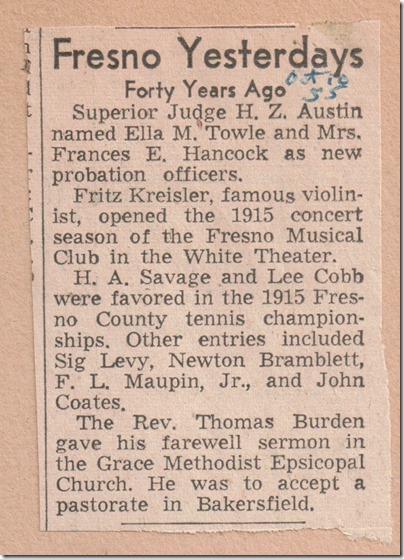 Fresno Yesterdays
Forty Years Ago
Oct 10
55
Superior Judge H. Z. Austin
named Ella M. Towle and Mrs.
Frances E. Hancock as new
probation officers.
Fritz Kreisler, famous violin-
ist, opened the 1915 concert
season of the Fresno Musical
Club in the White Theater.
H. A. Savage and Lee Cobb
were favored in the 1915 Fres-
no County tennis champion-
ships. Other entries included
Sig Levy, Newton Bramblett,
F. L. Maupin, Jr., and John
Coates.
The Rev. Thomas Burden
gave his farewell sermon in
the Grace Methodist Epsicopal
Church. He was to accept a
pastorate in Bakersfield.